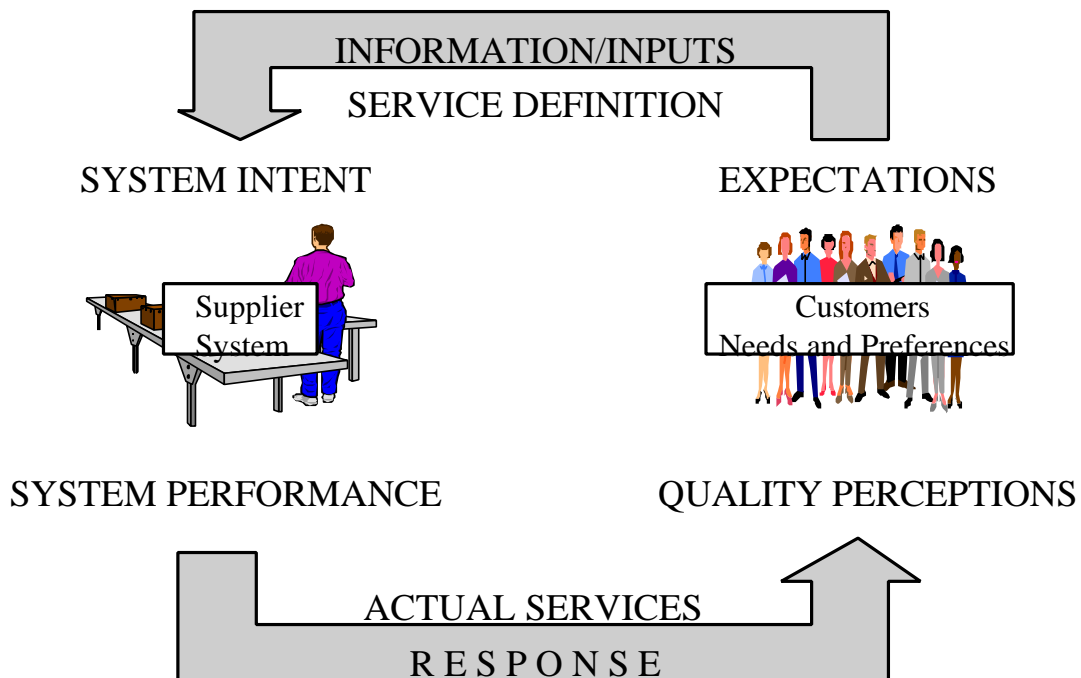 INFORMATION/INPUTS
SERVICE DEFINITION
SYSTEM INTENT
EXPECTATIONS
Supplier
System
Customers
Needs and Preferences
SYSTEM PERFORMANCE
QUALITY PERCEPTIONS
ACTUAL SERVICES
R E S P O N S E